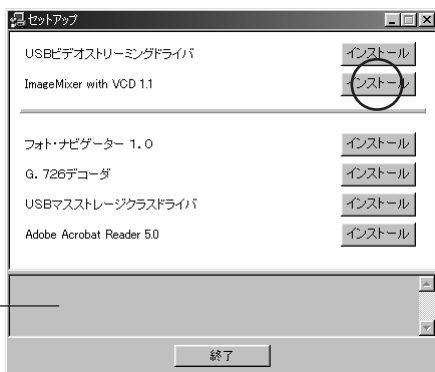 セットアップ
USBビデオストリーミングドライバ インストール
ImageMixer with VCD 1.1 インストール
フォト・ナビゲーター 1.0 インストール
G.726デコーダ インストール
USBマスストレージクラスドライバ インストール
Adobe Acrobat Reader 5.0 インストール
終了